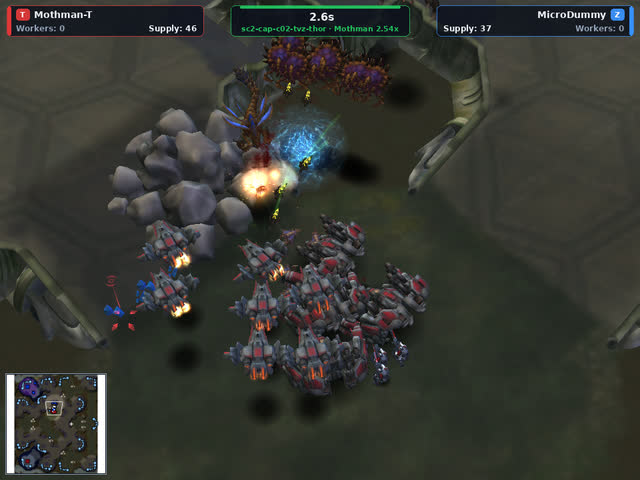 T Mothman-T
Workers: 0 Supply: 46
2.6s
sc2-cap-c02-tvz-thor · Mothman 2.54x
MicroDummy Z
Supply: 37 Workers: 0